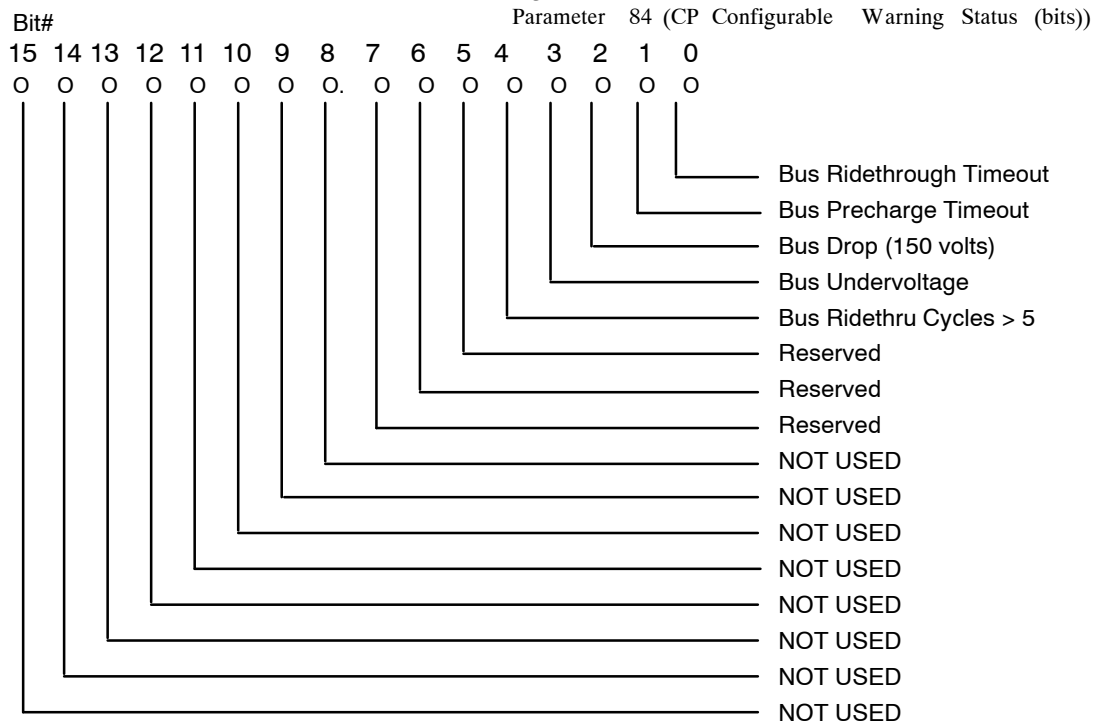 Parameter 84 (CP Configurable Warning Status (bits))
Bit#
15 14 13 12 11 10 9 8 7 6 5 4 3 2 1 0
O O O O O O O O. O O O O O O O O
Bus Ridethrough Timeout
Bus Precharge Timeout
Bus Drop (150 volts)
Bus Undervoltage
Bus Ridethru Cycles > 5
Reserved
Reserved
Reserved
NOT USED
NOT USED
NOT USED
NOT USED
NOT USED
NOT USED
NOT USED
NOT USED